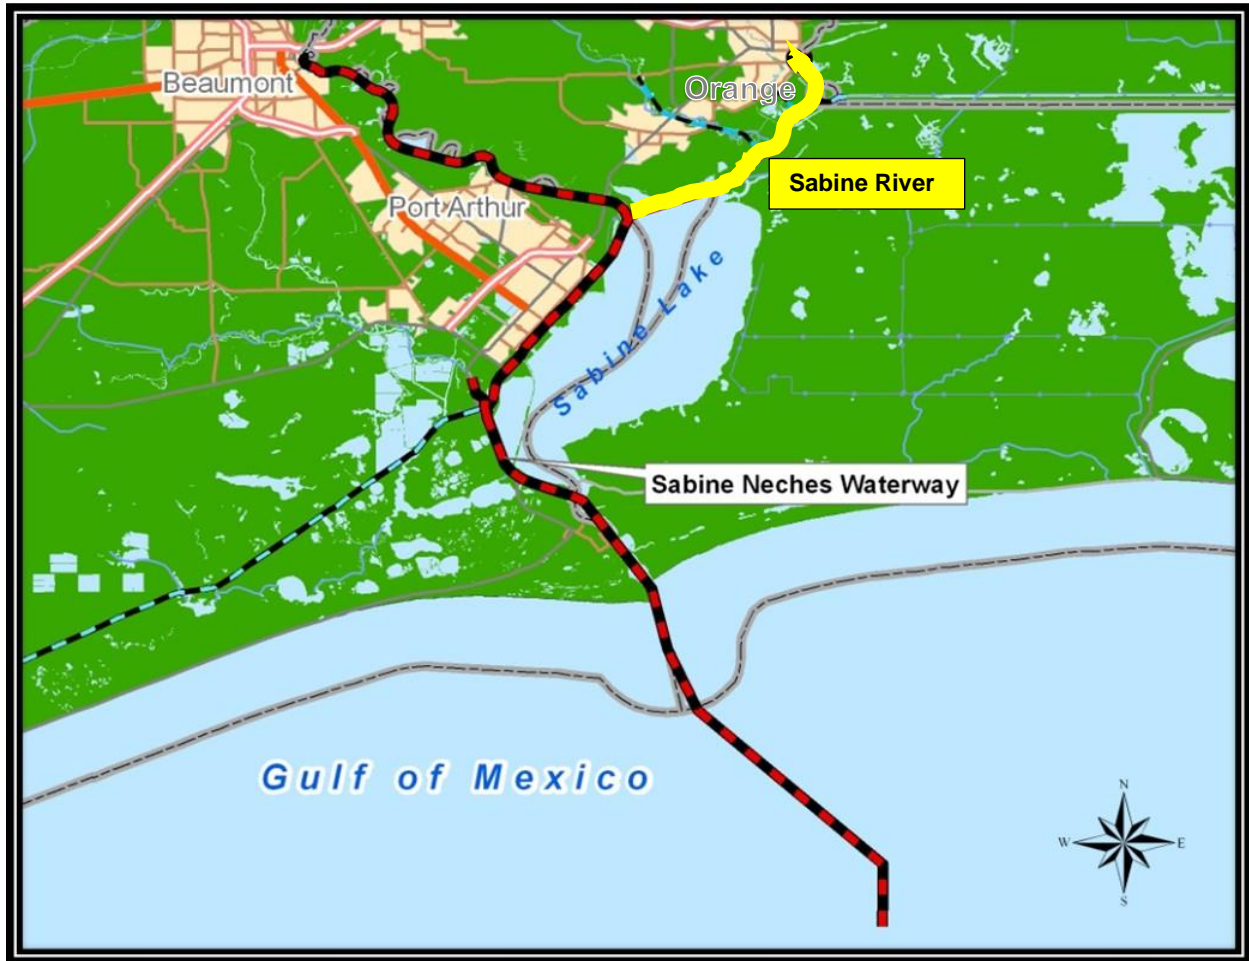 Beaumont
Orange
Sabine River
Port Arthur
Sabine Lake
Sabine Neches Waterway
Gulf of Mexico
N
W E
S